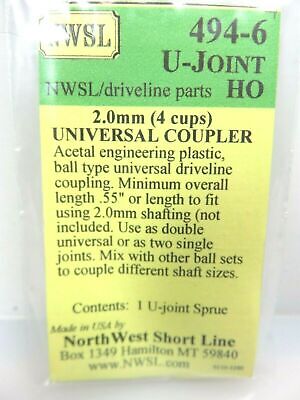 NWSL
494-6
U-JOINT
NWSL/driveline parts HO
2.0mm (4 cups)
UNIVERSAL COUPLER
Acetal engineering plastic,
ball type universal driveline
coupling. Minimum overall
length .55" or length to fit
using 2.0mm shafting (not
included. Use as double
universal or as two single
joints. Mix with other ball sets
to couple different shaft sizes.
Contents: 1 U-joint Sprue
Made in USA by
NorthWest Short Line
Box 1349 Hamilton MT 59840
www.NWSL.com